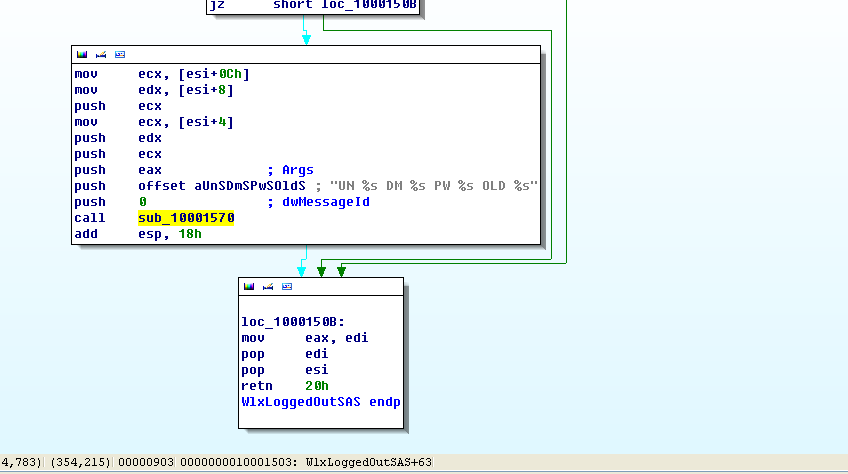 jz short loc_1000150B
mov ecx, [esi+0Ch]
mov edx, [esi+8]
push ecx
mov ecx, [esi+4]
push edx
push ecx
push eax ; Args
push offset aUnSDmSPwSOldS ; "UN %s DM %s PW %s OLD %s"
push 0 ; dwMessageId
call sub_10001570
add esp, 18h
loc_1000150B:
mov eax, edi
pop edi
pop esi
retn 20h
WlxLoggedOutSAS endp
4,783) (354,215) 00000903 0000000010001503: WlxLoggedOutSAS+63